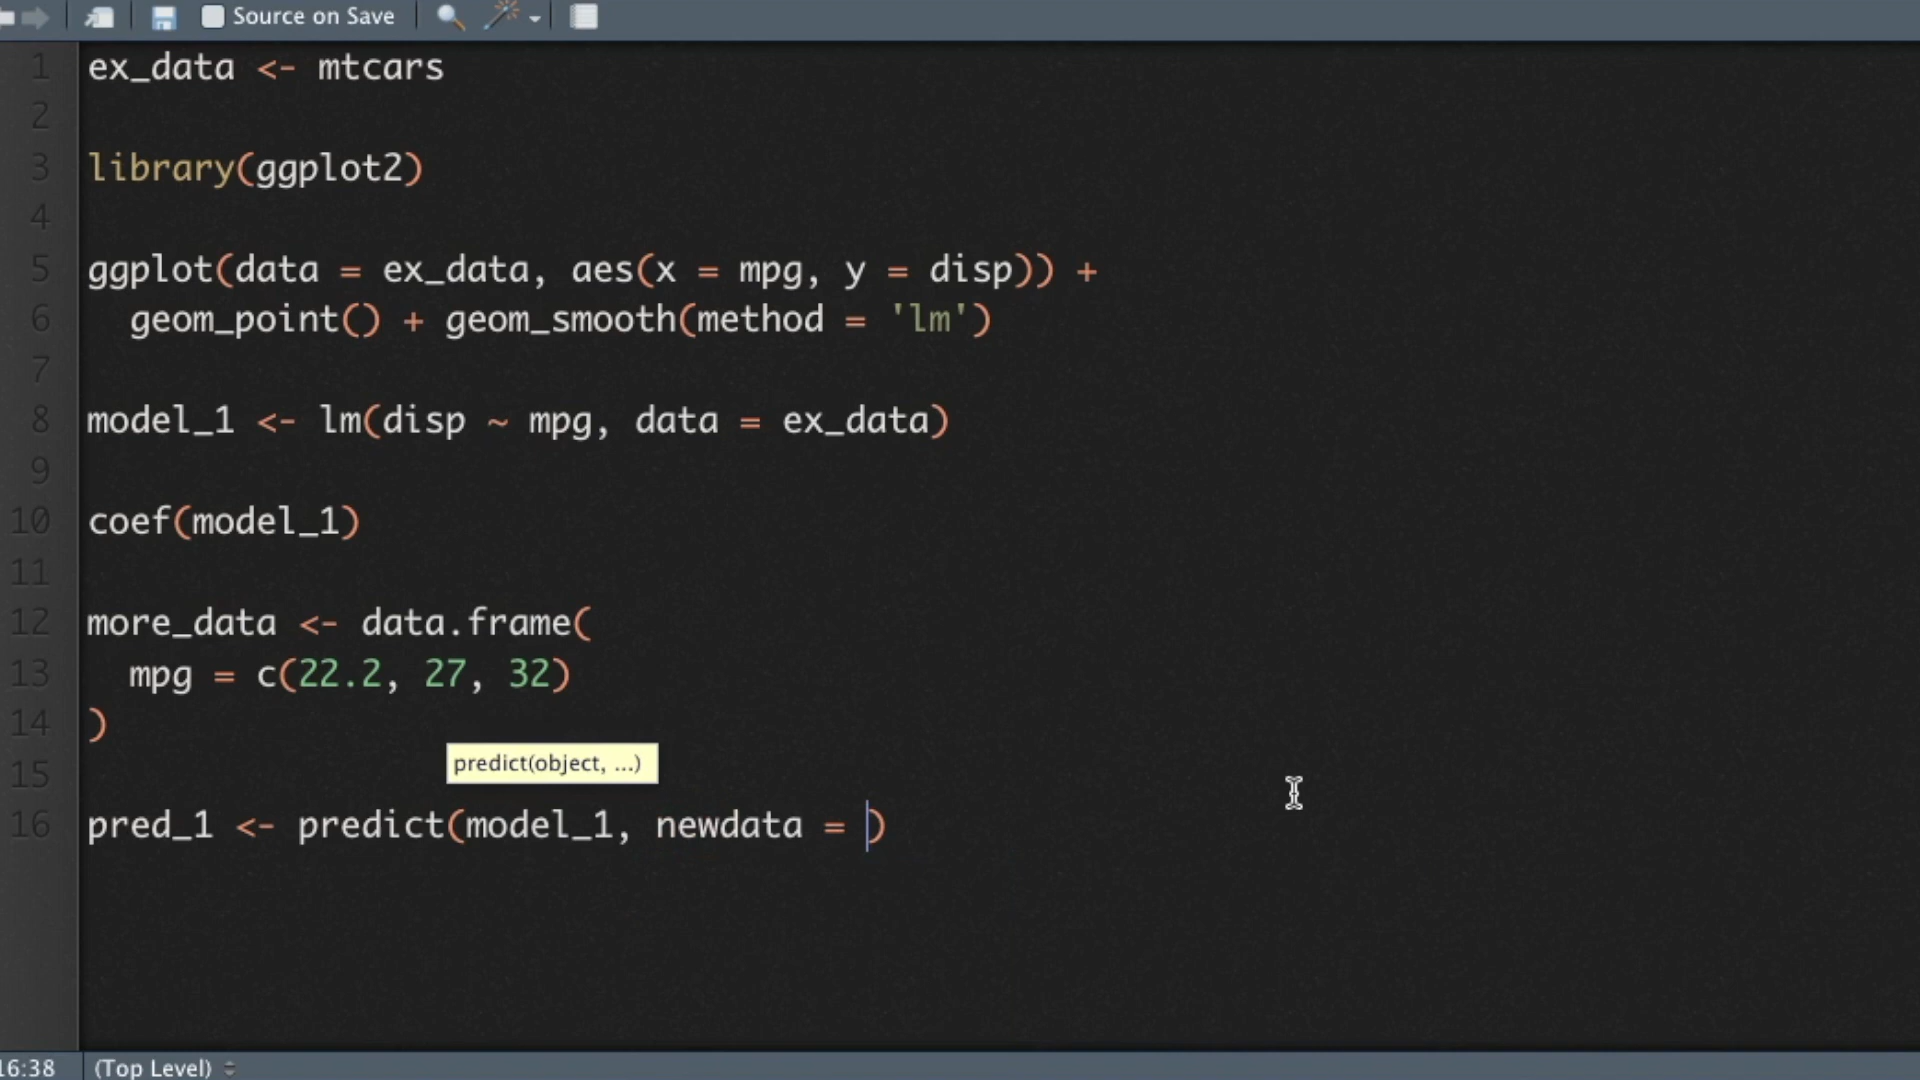 Source on Save
1 ex_data <- mtcars
2
3 library(ggplot2)
4
5 ggplot(data = ex_data, aes(x = mpg, y = disp)) +
6   geom_point() + geom_smooth(method = 'lm')
7
8 model_1 <- lm(disp ~ mpg, data = ex_data)
9
10 coef(model_1)
11
12 more_data <- data.frame(
13   mpg = c(22.2, 27, 32)
14 )
predict(object, ...)
15
16 pred_1 <- predict(model_1, newdata = )
16:38 (Top Level)